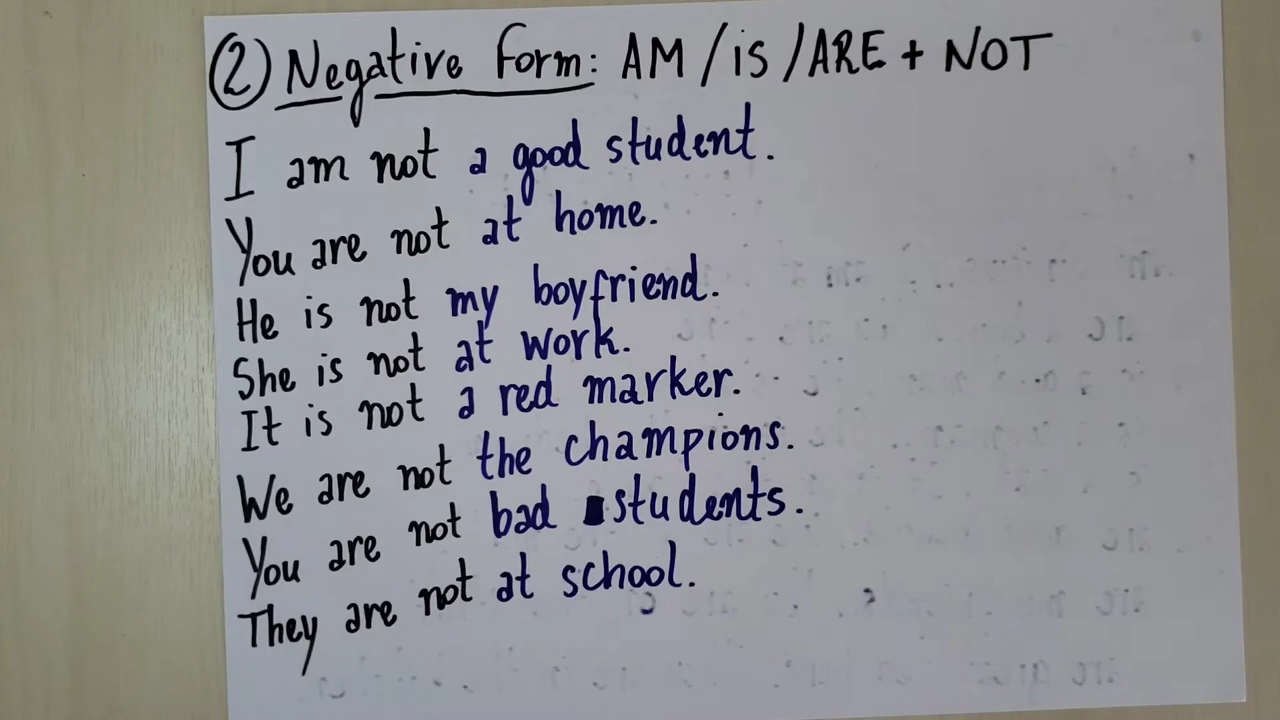 ② Negative form: AM / iS / ARE + NOT
I am not a good student.
You are not at home.
He is not my boyfriend.
She is not at work.
It is not a red marker.
We are not the champions.
You are not bad students.
They are not at school.